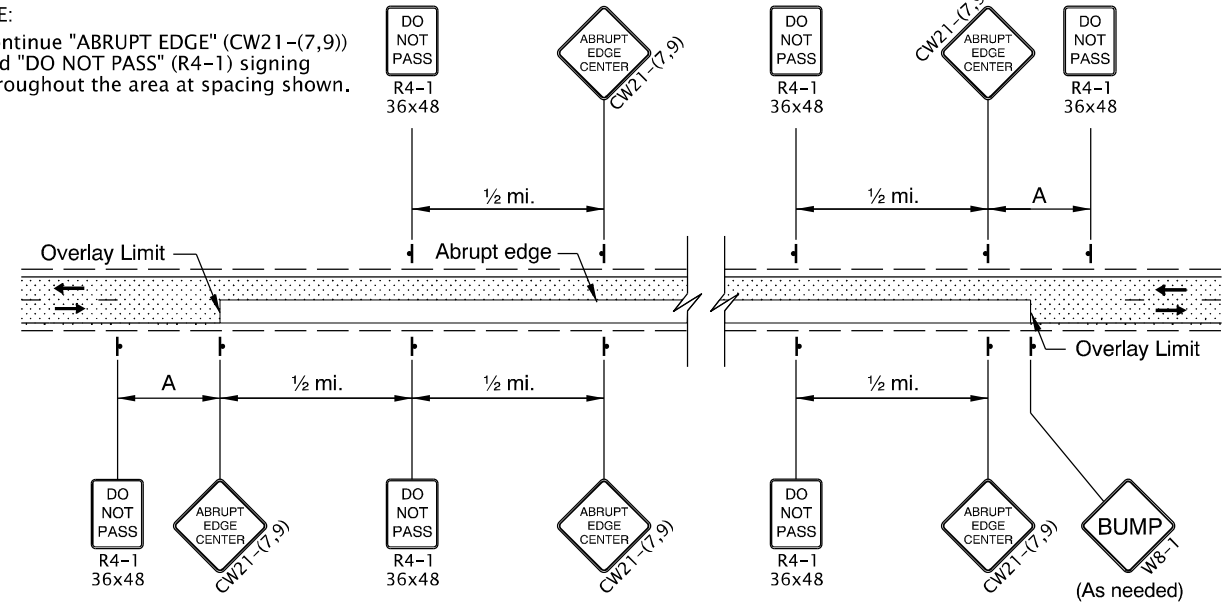 E:
ontinue "ABRUPT EDGE" (CW21-(7,9))
d "DO NOT PASS" (R4-1) signing
roughout the area at spacing shown.
DO
NOT
PASS
R4-1
36x48
ABRUPT
EDGE
CENTER
CW21-(7,9)
DO
NOT
PASS
R4-1
36x48
ABRUPT
EDGE
CENTER
CW21-(7,9)
DO
NOT
PASS
R4-1
36x48
½ mi.
½ mi.
A
Overlay Limit
Abrupt edge
Overlay Limit
A
½ mi.
½ mi.
½ mi.
DO
NOT
PASS
R4-1
36x48
ABRUPT
EDGE
CENTER
CW21-(7,9)
DO
NOT
PASS
R4-1
36x48
ABRUPT
EDGE
CENTER
CW21-(7,9)
DO
NOT
PASS
R4-1
36x48
ABRUPT
EDGE
CENTER
CW21-(7,9)
BUMP
W8-1
(As needed)